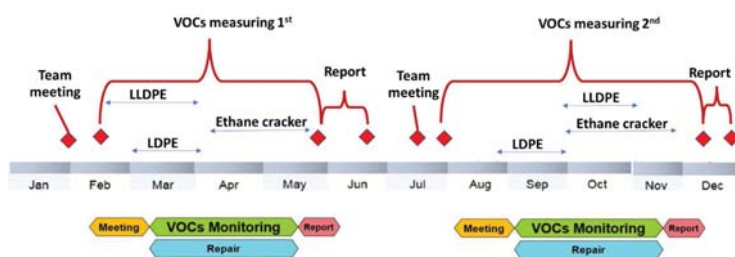 VOCs measuring 1st
VOCs measuring 2nd
Team
meeting
Report
Team
meeting
Report
LLDPE
LLDPE
Ethane cracker
Ethane cracker
LDPE
LDPE
Jan Feb Mar Apr May Jun Jul Aug Sep Oct Nov Dec
Meeting VOCs Monitoring Report
Repair
Meeting VOCs Monitoring Report
Repair